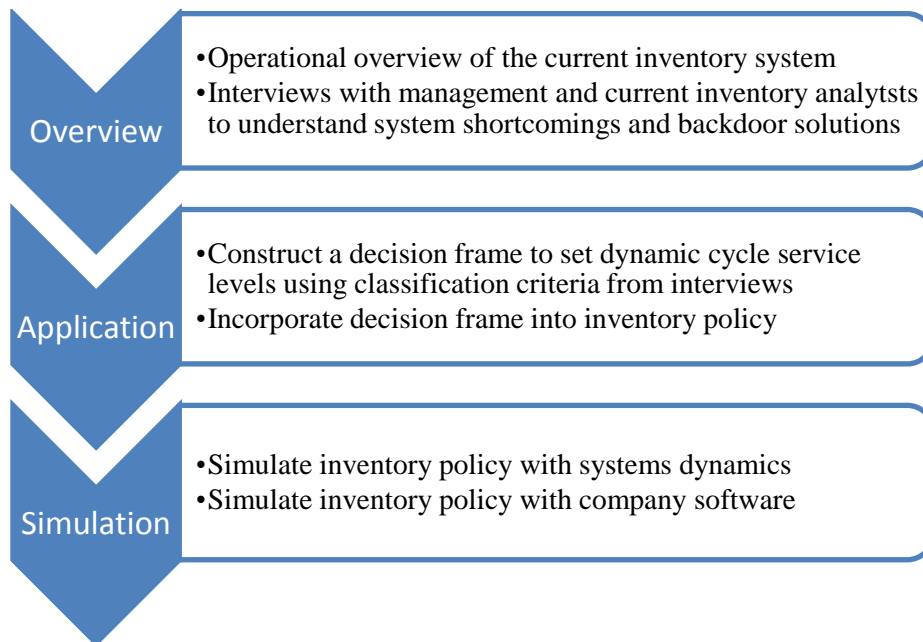 Overview
•Operational overview of the current inventory system
•Interviews with management and current inventory analytsts
to understand system shortcomings and backdoor solutions
Application
•Construct a decision frame to set dynamic cycle service
levels using classification criteria from interviews
•Incorporate decision frame into inventory policy
Simulation
•Simulate inventory policy with systems dynamics
•Simulate inventory policy with company software